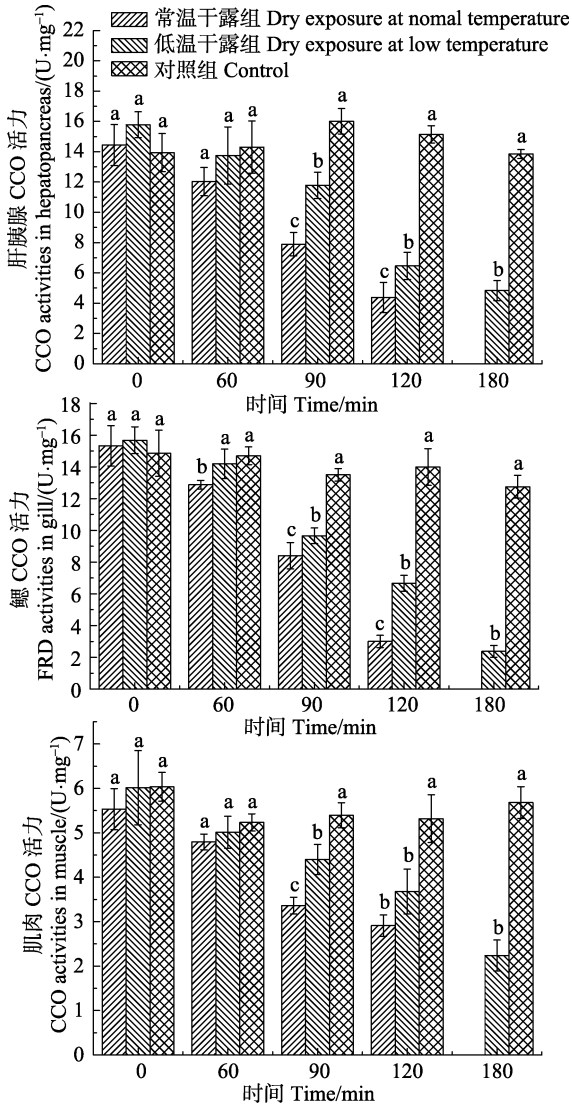 常温干露组 Dry exposure at nomal temperature
低温干露组 Dry exposure at low temperature
对照组 Control
肝胰腺 CCO 活力
CCO activities in hepatopancreas/(U·mg⁻¹)
22
20
18
16
14
12
10
8
6
4
2
0
a a a
a a a
c b a
c b a
b a
0 60 90 120 180
时间 Time/min
鳃 CCO 活力
FRD activities in gill/(U·mg⁻¹)
18
16
14
12
10
8
6
4
2
0
a a a
b a a
c b a
c b a
b a
0 60 90 120 180
时间 Time/min
肌肉 CCO 活力
CCO activities in muscle/(U·mg⁻¹)
7
6
5
4
3
2
1
0
a a a
a a a
c b a
b b a
b a
0 60 90 120 180
时间 Time/min